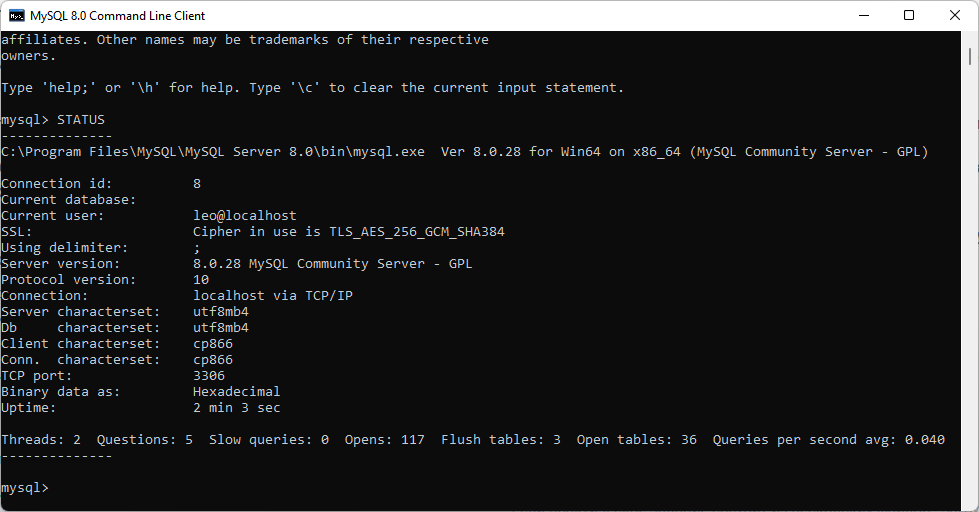 MySQL 8.0 Command Line Client
affiliates. Other names may be trademarks of their respective
owners.
Type 'help;' or '\h' for help. Type '\c' to clear the current input statement.
mysql> STATUS
--------------
C:\Program Files\MySQL\MySQL Server 8.0\bin\mysql.exe  Ver 8.0.28 for Win64 on x86_64 (MySQL Community Server - GPL)
Connection id:          8
Current database:
Current user:           leo@localhost
SSL:                    Cipher in use is TLS_AES_256_GCM_SHA384
Using delimiter:        ;
Server version:         8.0.28 MySQL Community Server - GPL
Protocol version:       10
Connection:             localhost via TCP/IP
Server characterset:    utf8mb4
Db     characterset:    utf8mb4
Client characterset:    cp866
Conn.  characterset:    cp866
TCP port:               3306
Binary data as:         Hexadecimal
Uptime:                 2 min 3 sec
Threads: 2  Questions: 5  Slow queries: 0  Opens: 117  Flush tables: 3  Open tables: 36  Queries per second avg: 0.040
--------------
mysql>